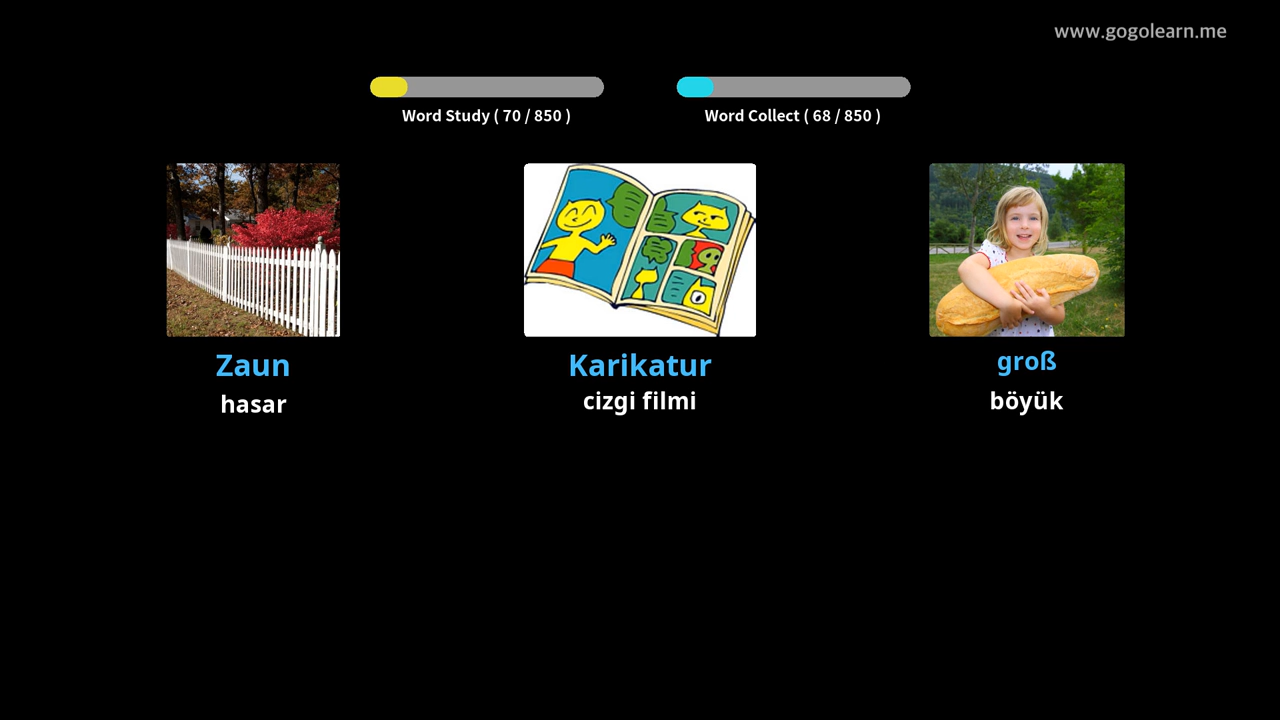 www.gogolearn.me
Word Study ( 70 / 850 )
Word Collect ( 68 / 850 )
Zaun
Karikatur
groß
hasar
cizgi filmi
böyük